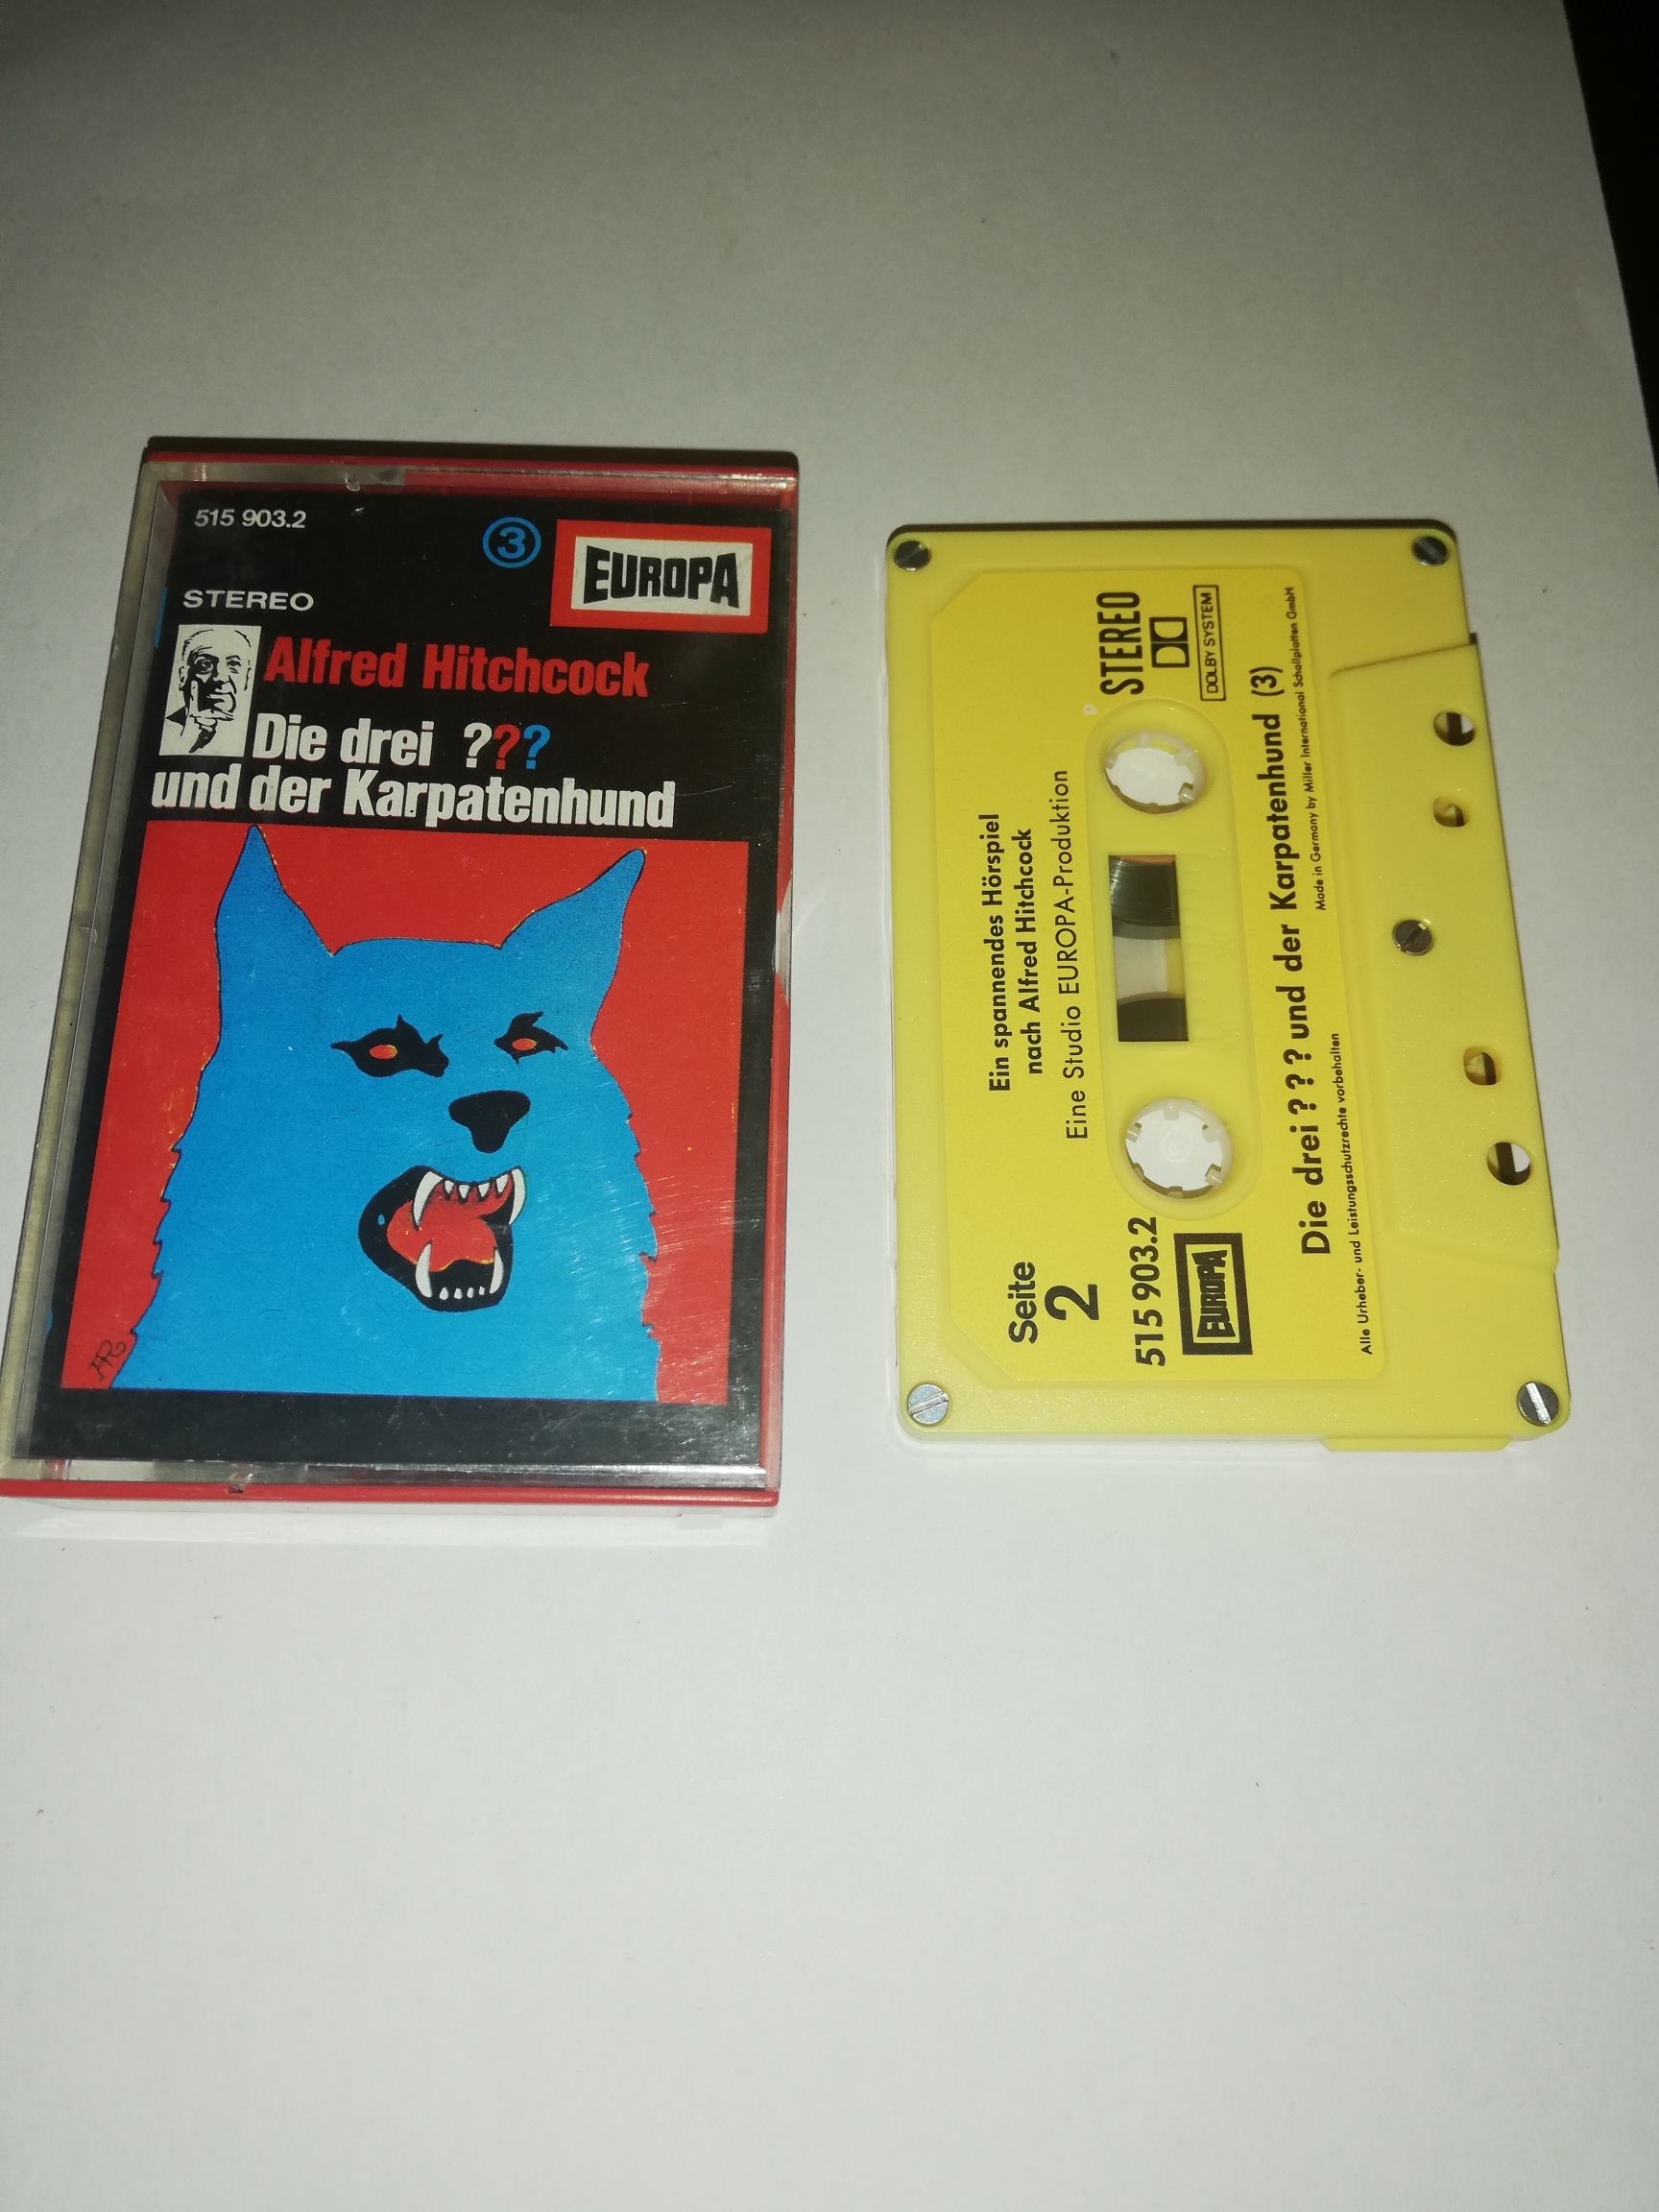 515 903.2
3
EUROPA
STEREO
Alfred Hitchcock
Die drei ???
und der Karpatenhund
AR
Ein spannendes Hörspiel
nach Alfred Hitchcock
Eine Studio EUROPA-Produktion
Seite
2
515 903.2
EUROPA
STEREO
DOLBY SYSTEM
Die drei ? ? ? und der Karpatenhund (3)
Made in Germany by Miller International Schallplatten GmbH
Alle Urheber- und Leistungsschutzrechte vorbehalten